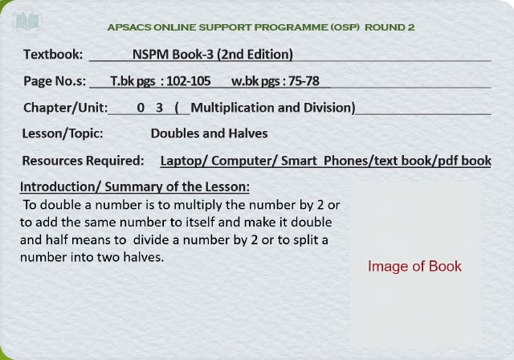 APSACS ONLINE SUPPORT PROGRAMME (OSP) ROUND 2
Textbook: NSPM Book-3 (2nd Edition)
Page No.s: T.bk pgs : 102-105 w.bk pgs : 75-78
Chapter/Unit: 0 3 ( Multiplication and Division)
Lesson/Topic: Doubles and Halves
Resources Required: Laptop/ Computer/ Smart Phones/text book/pdf book
Introduction/ Summary of the Lesson:
To double a number is to multiply the number by 2 or
to add the same number to itself and make it double
and half means to divide a number by 2 or to split a
number into two halves.
Image of Book